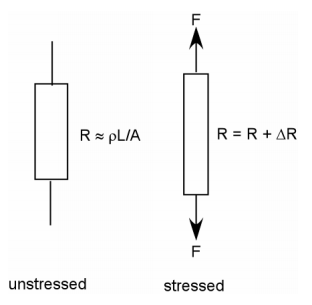 F
R ≈ ρL/A
R = R + ΔR
F
unstressed
stressed